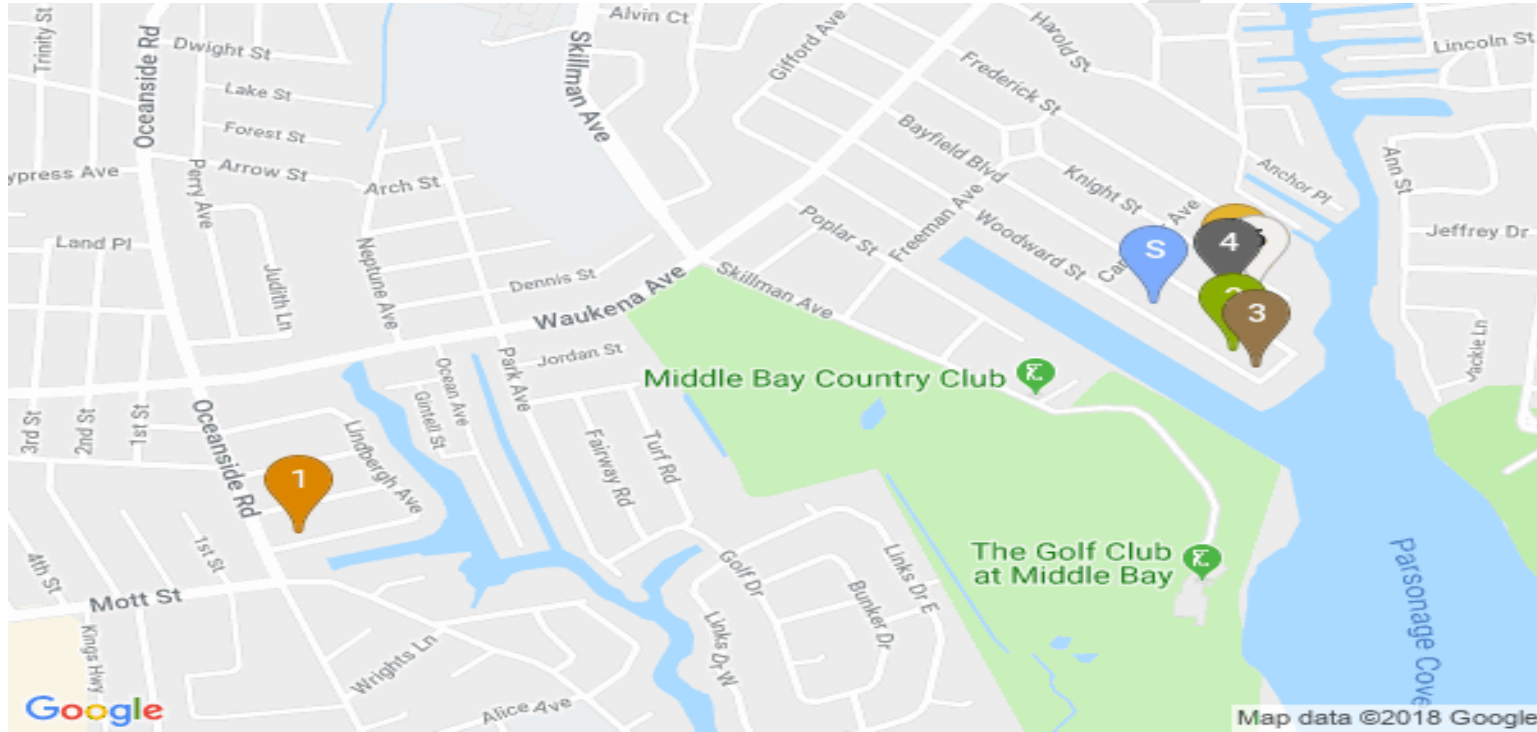 Trinity St
Oceanside Rd
Dwight St
Lake St
Forest St
Arrow St
ypress Ave
Perry Ave
Arch St
Land Pl
Judith Ln
Neptune Ave
Dennis St
Skillman Ave
Alvin Ct
Gifford Ave
Harold St
Frederick St
Lincoln St
Bayfield Blvd
Knight St
Anchor Pl
Ann St
Jeffrey Dr
Poplar St
Freeman Ave
Woodward St
Ca
Ave
S
4
3
Skillman Ave
Waukena Ave
Jordan St
Park Ave
Ocean Ave
Gintell St
Middle Bay Country Club
Jackle Ln
3rd St
2nd St
1st St
Oceanside Rd
Lindbergh Ave
1
Fairway Rd
Turf Rd
4th St
1st St
Mott St
Kings Hwy
Wrights Ln
Alice Ave
Golf Dr
Links Dr W
Bunker Dr
Links Dr E
The Golf Club
at Middle Bay
Parsonage Cove
Google
Map data ©2018 Google